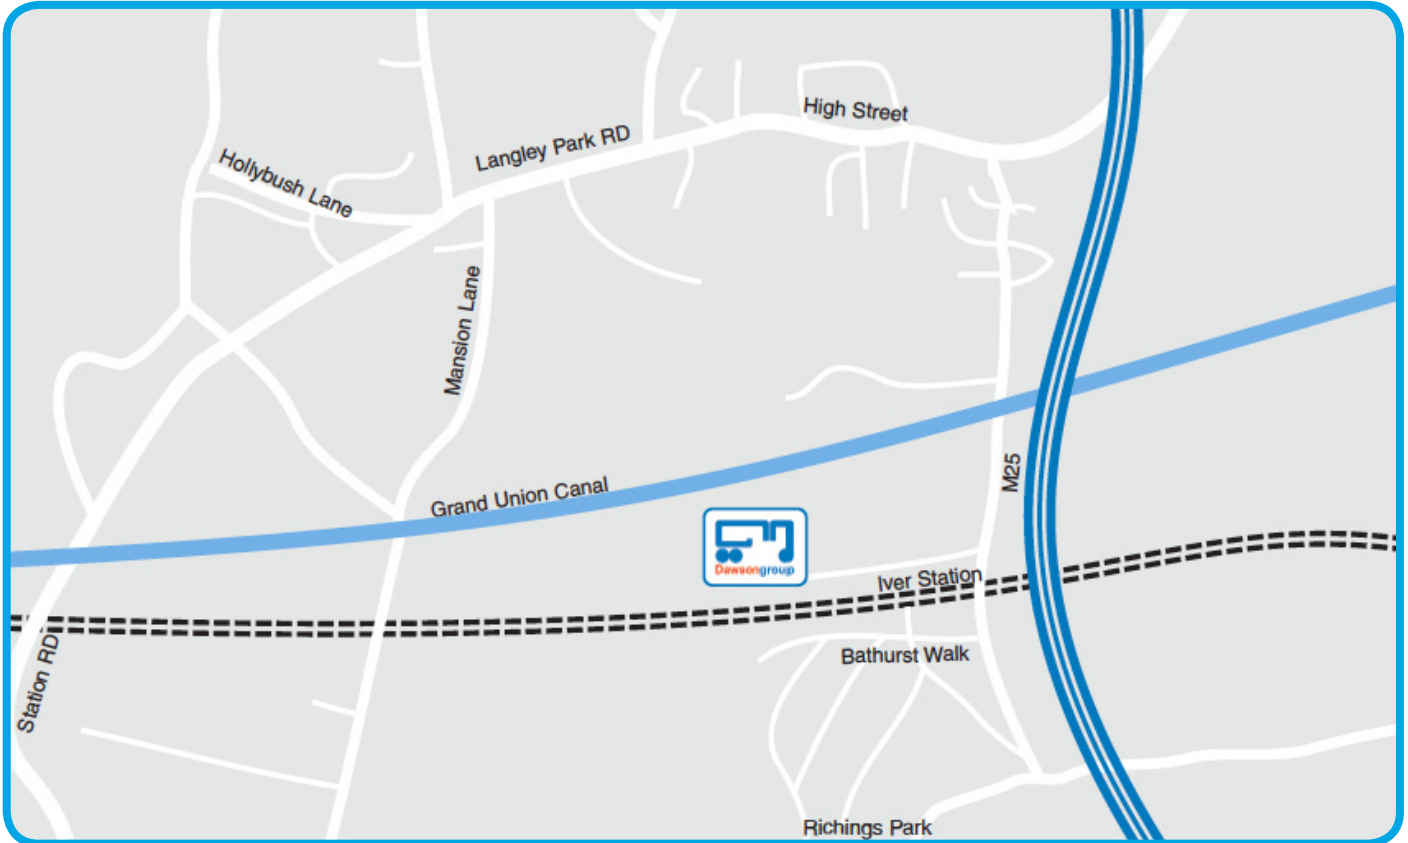 High Street
Langley Park RD
Hollybush Lane
Mansion Lane
M25
Grand Union Canal
Dawsongroup
Iver Station
Station RD
Bathurst Walk
Richings Park